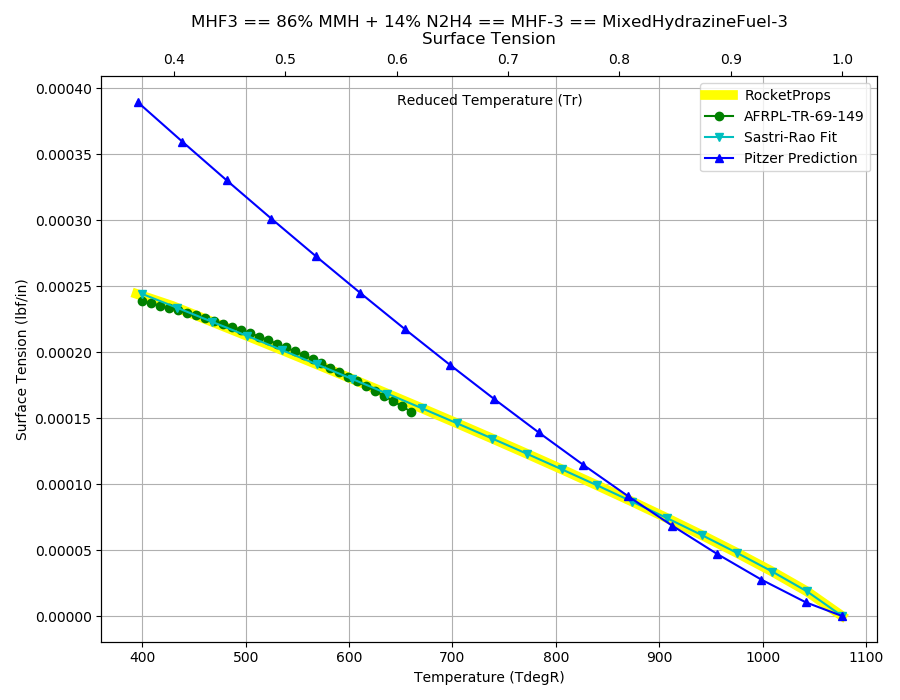 MHF3 == 86% MMH + 14% N2H4 == MHF-3 == MixedHydrazineFuel-3
Surface Tension
0.4 0.5 0.6 0.7 0.8 0.9 1.0
Reduced Temperature (Tr)
RocketProps
AFRPL-TR-69-149
Sastri-Rao Fit
Pitzer Prediction
0.00040
0.00035
0.00030
0.00025
0.00020
0.00015
0.00010
0.00005
0.00000
Surface Tension (lbf/in)
400 500 600 700 800 900 1000 1100
Temperature (TdegR)